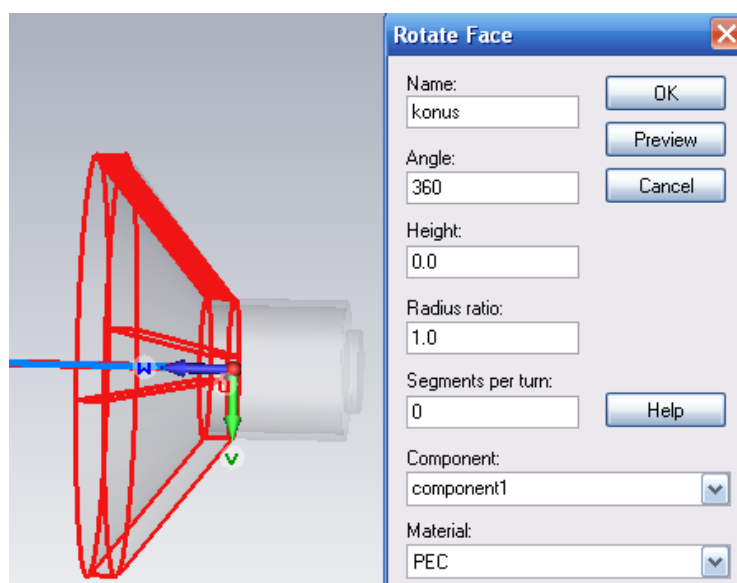 Rotate Face
Name:
konus
OK
Preview
Angle:
360
Cancel
Height:
0.0
Radius ratio:
1.0
Segments per turn:
0
Help
Component:
component1
Material:
PEC
w
u
v